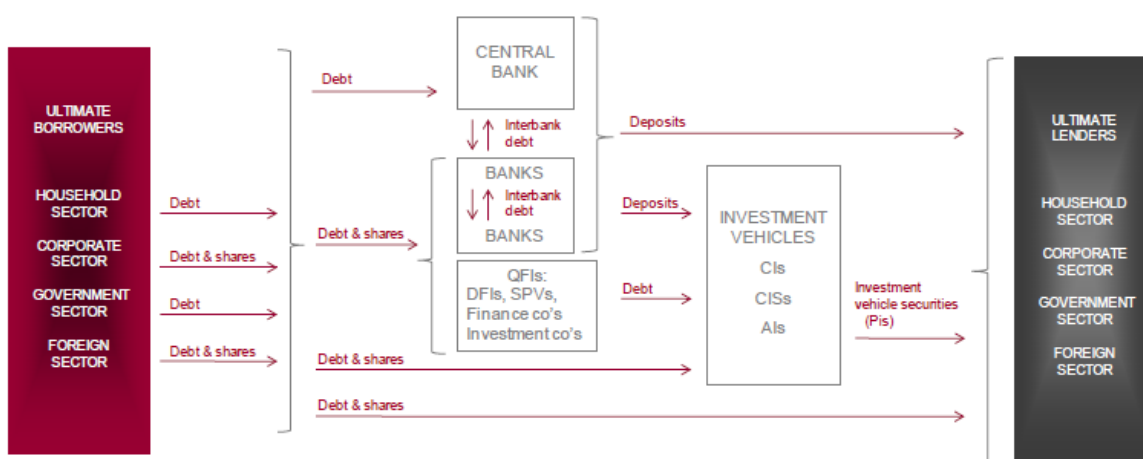 ULTIMATE
BORROWERS
HOUSEHOLD
SECTOR
CORPORATE
SECTOR
GOVERNMENT
SECTOR
FOREIGN
SECTOR
Debt
Debt & shares
Debt
Debt & shares
Debt
Debt & shares
Debt & shares
Debt & shares
CENTRAL
BANK
Interbank
debt
BANKS
Interbank
debt
BANKS
QFIs:
DFIs, SPVs,
Finance co's
Investment co's
Deposits
Deposits
Debt
INVESTMENT
VEHICLES
CIs
CISs
AIs
Investment
vehicle securities
(Pis)
ULTIMATE
LENDERS
HOUSEHOLD
SECTOR
CORPORATE
SECTOR
GOVERNMENT
SECTOR
FOREIGN
SECTOR